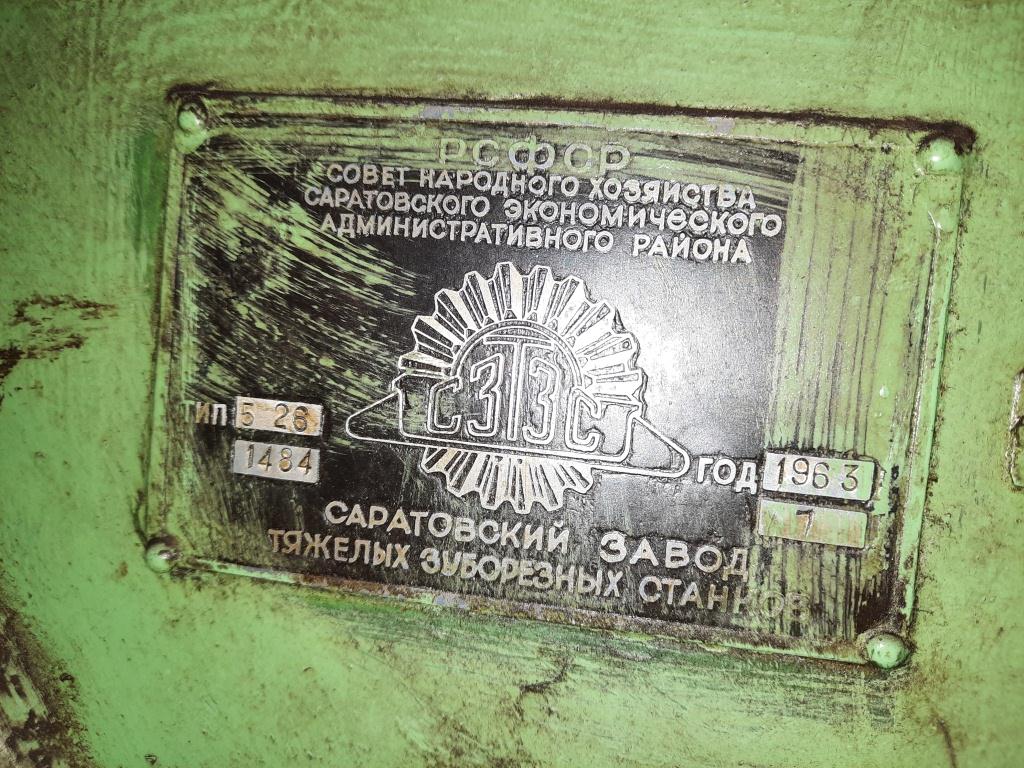 РСФСР
СОВЕТ НАРОДНОГО ХОЗЯЙСТВА
САРАТОВСКОГО ЭКОНОМИЧЕСКОГО
АДМИНИСТРАТИВНОГО РАЙОНА
СЗТЗС
ТИП 5 26
1484
ГОД 1963
1
САРАТОВСКИЙ ЗАВОД
ТЯЖЕЛЫХ ЗУБОРЕЗНЫХ СТАНКОВ